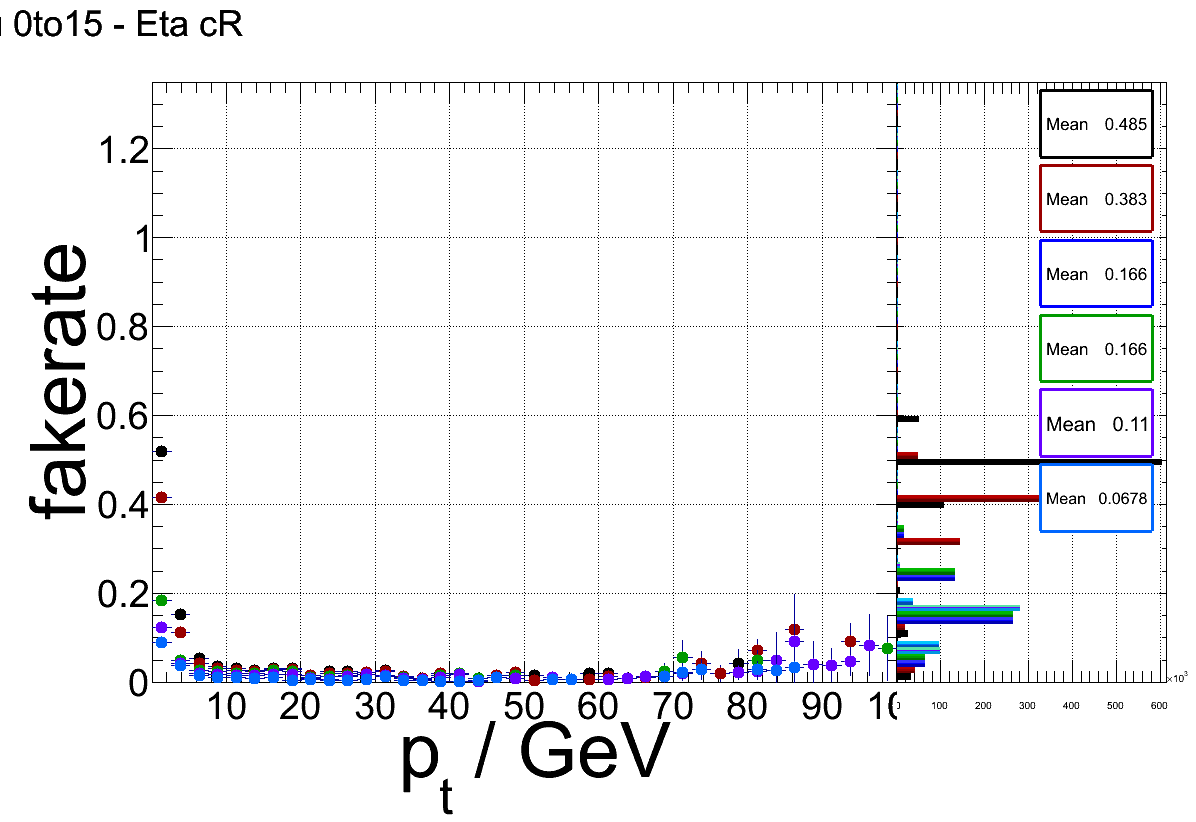 0to15 - Eta cR
1.2
1
0.8
0.6
0.4
0.2
0
fakerate
10 20 30 40 50 60 70 80 90
p_t / GeV
Mean 0.485
Mean 0.383
Mean 0.166
Mean 0.166
Mean 0.11
Mean 0.0678
100 200 300 400 500 600
×10³